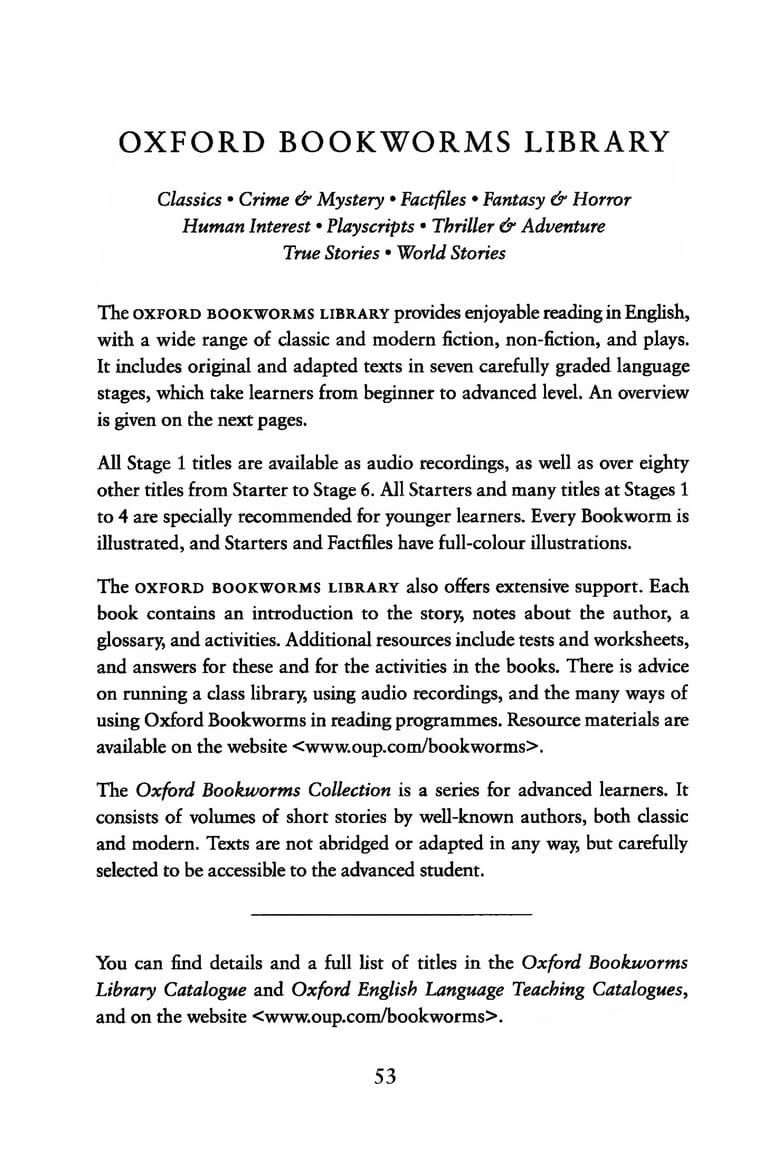 OXFORD BOOKWORMS LIBRARY
Classics • Crime & Mystery • Factfiles • Fantasy & Horror
Human Interest • Playscripts • Thriller & Adventure
True Stories • World Stories
The OXFORD BOOKWORMS LIBRARY provides enjoyable reading in English,
with a wide range of classic and modern fiction, non-fiction, and plays.
It includes original and adapted texts in seven carefully graded language
stages, which take learners from beginner to advanced level. An overview
is given on the next pages.
All Stage 1 titles are available as audio recordings, as well as over eighty
other titles from Starter to Stage 6. All Starters and many titles at Stages 1
to 4 are specially recommended for younger learners. Every Bookworm is
illustrated, and Starters and Factfiles have full-colour illustrations.
The OXFORD BOOKWORMS LIBRARY also offers extensive support. Each
book contains an introduction to the story, notes about the author, a
glossary, and activities. Additional resources include tests and worksheets,
and answers for these and for the activities in the books. There is advice
on running a class library, using audio recordings, and the many ways of
using Oxford Bookworms in reading programmes. Resource materials are
available on the website <www.oup.com/bookworms>.
The Oxford Bookworms Collection is a series for advanced learners. It
consists of volumes of short stories by well-known authors, both classic
and modern. Texts are not abridged or adapted in any way, but carefully
selected to be accessible to the advanced student.
You can find details and a full list of titles in the Oxford Bookworms
Library Catalogue and Oxford English Language Teaching Catalogues,
and on the website <www.oup.com/bookworms>.
53